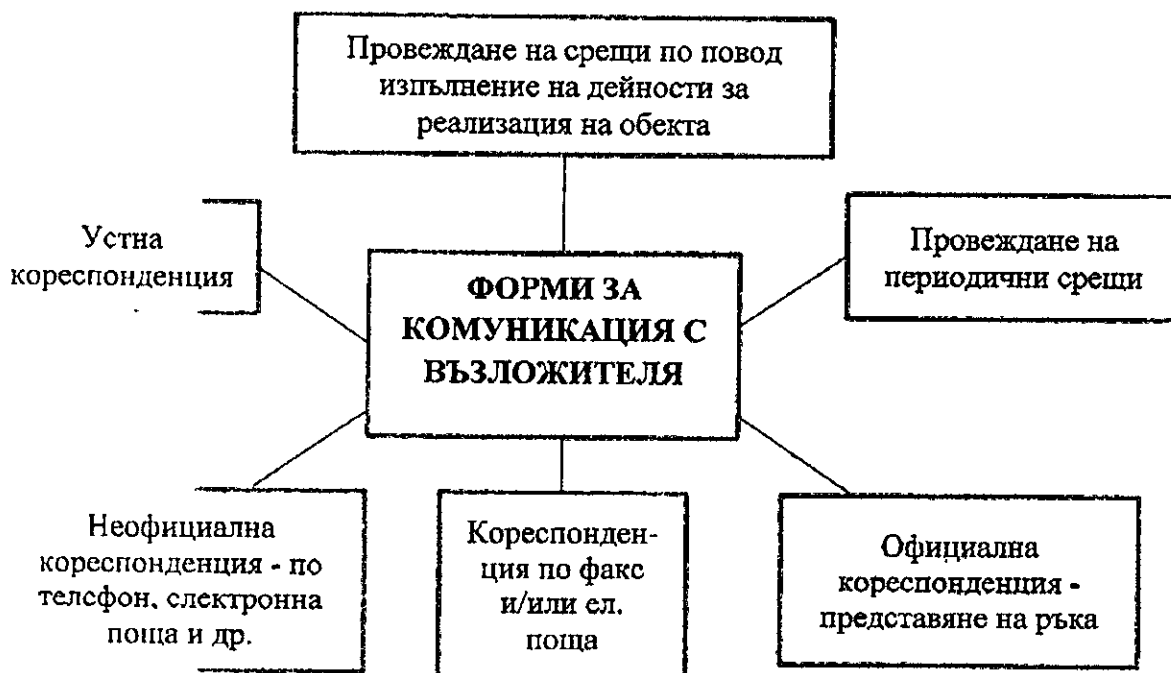 Провеждане на срещи по повод
изпълнение на дейности за
реализация на обекта
Устна
кореспонденция
Провеждане на
периодични срещи
ФОРМИ ЗА
КОМУНИКАЦИЯ С
ВЪЗЛОЖИТЕЛЯ
Неофициална
кореспонденция - по
телефон, електронна
поща и др.
Кореспонден-
ция по факс
и/или ел.
поща
Официална
кореспонденция -
представяне на ръка